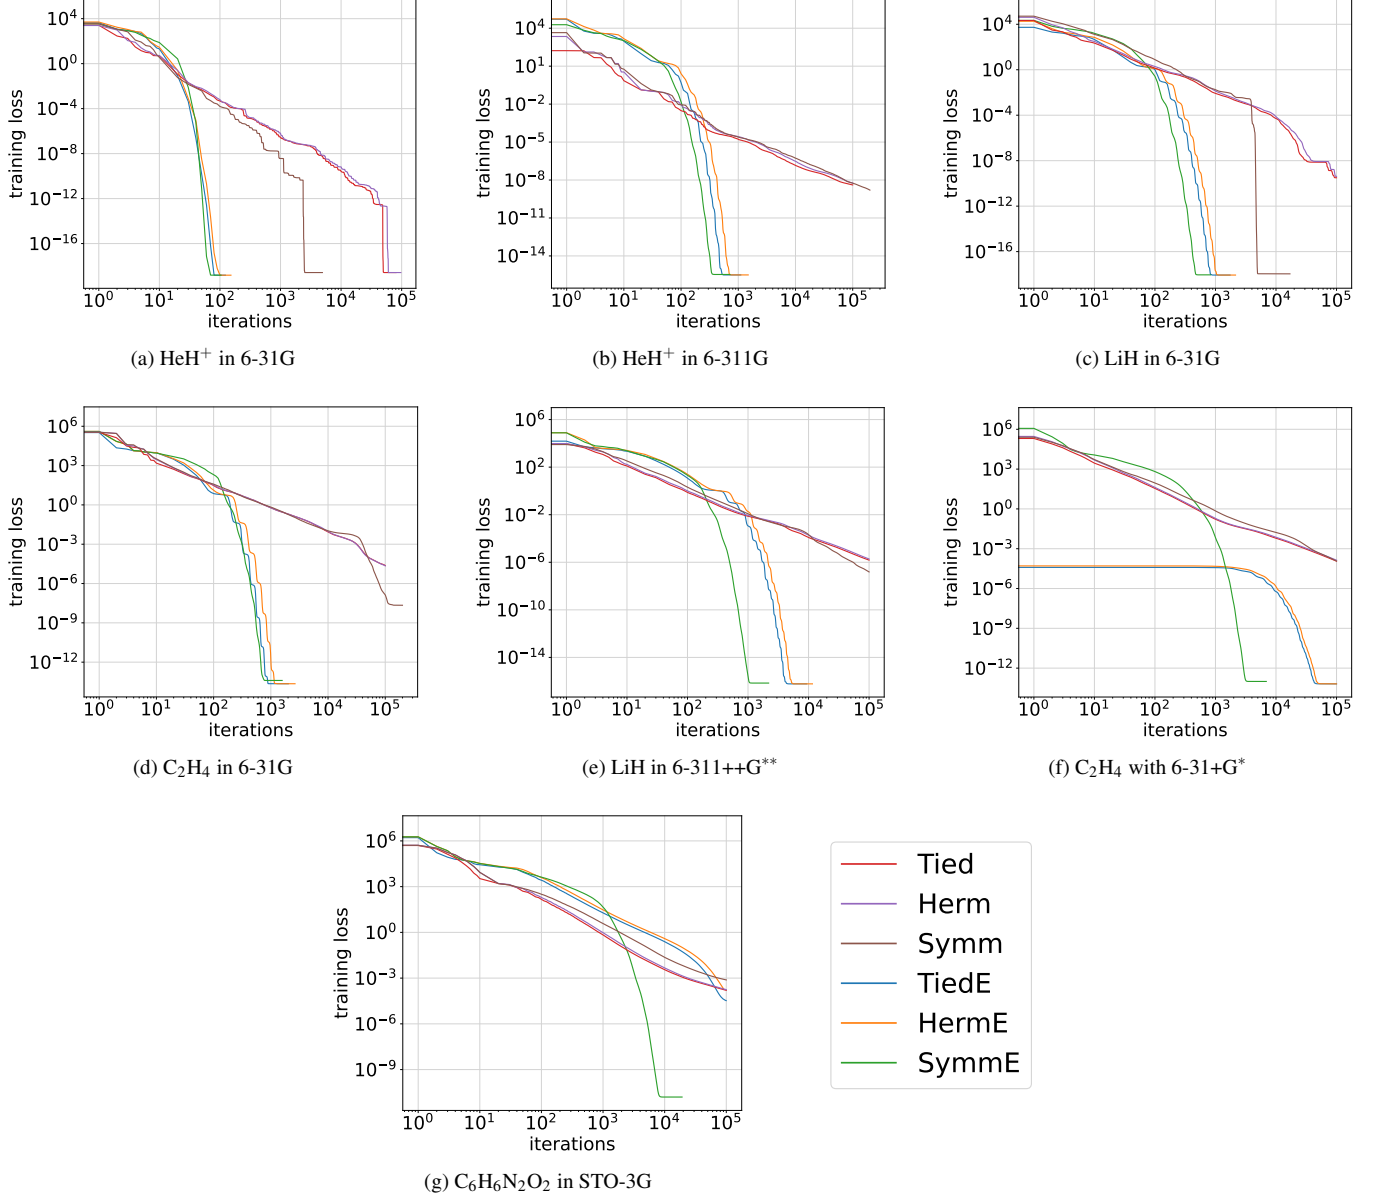 10^4
10^0
10^−4
10^−8
10^−12
10^−16
training loss
10^0 10^1 10^2 10^3 10^4 10^5
iterations
(a) HeH^+ in 6-31G
10^4
10^1
10^−2
10^−5
10^−8
10^−11
10^−14
training loss
10^0 10^1 10^2 10^3 10^4 10^5
iterations
(b) HeH^+ in 6-311G
10^4
10^0
10^−4
10^−8
10^−12
10^−16
training loss
10^0 10^1 10^2 10^3 10^4 10^5
iterations
(c) LiH in 6-31G
10^6
10^3
10^0
10^−3
10^−6
10^−9
10^−12
training loss
10^0 10^1 10^2 10^3 10^4 10^5
iterations
(d) C_2H_4 in 6-31G
10^6
10^2
10^−2
10^−6
10^−10
10^−14
training loss
10^0 10^1 10^2 10^3 10^4 10^5
iterations
(e) LiH in 6-311++G^**
10^6
10^3
10^0
10^−3
10^−6
10^−9
10^−12
training loss
10^0 10^1 10^2 10^3 10^4 10^5
iterations
(f) C_2H_4 with 6-31+G^*
10^6
10^3
10^0
10^−3
10^−6
10^−9
training loss
10^0 10^1 10^2 10^3 10^4 10^5
iterations
(g) C_6H_6N_2O_2 in STO-3G
Tied
Herm
Symm
TiedE
HermE
SymmE